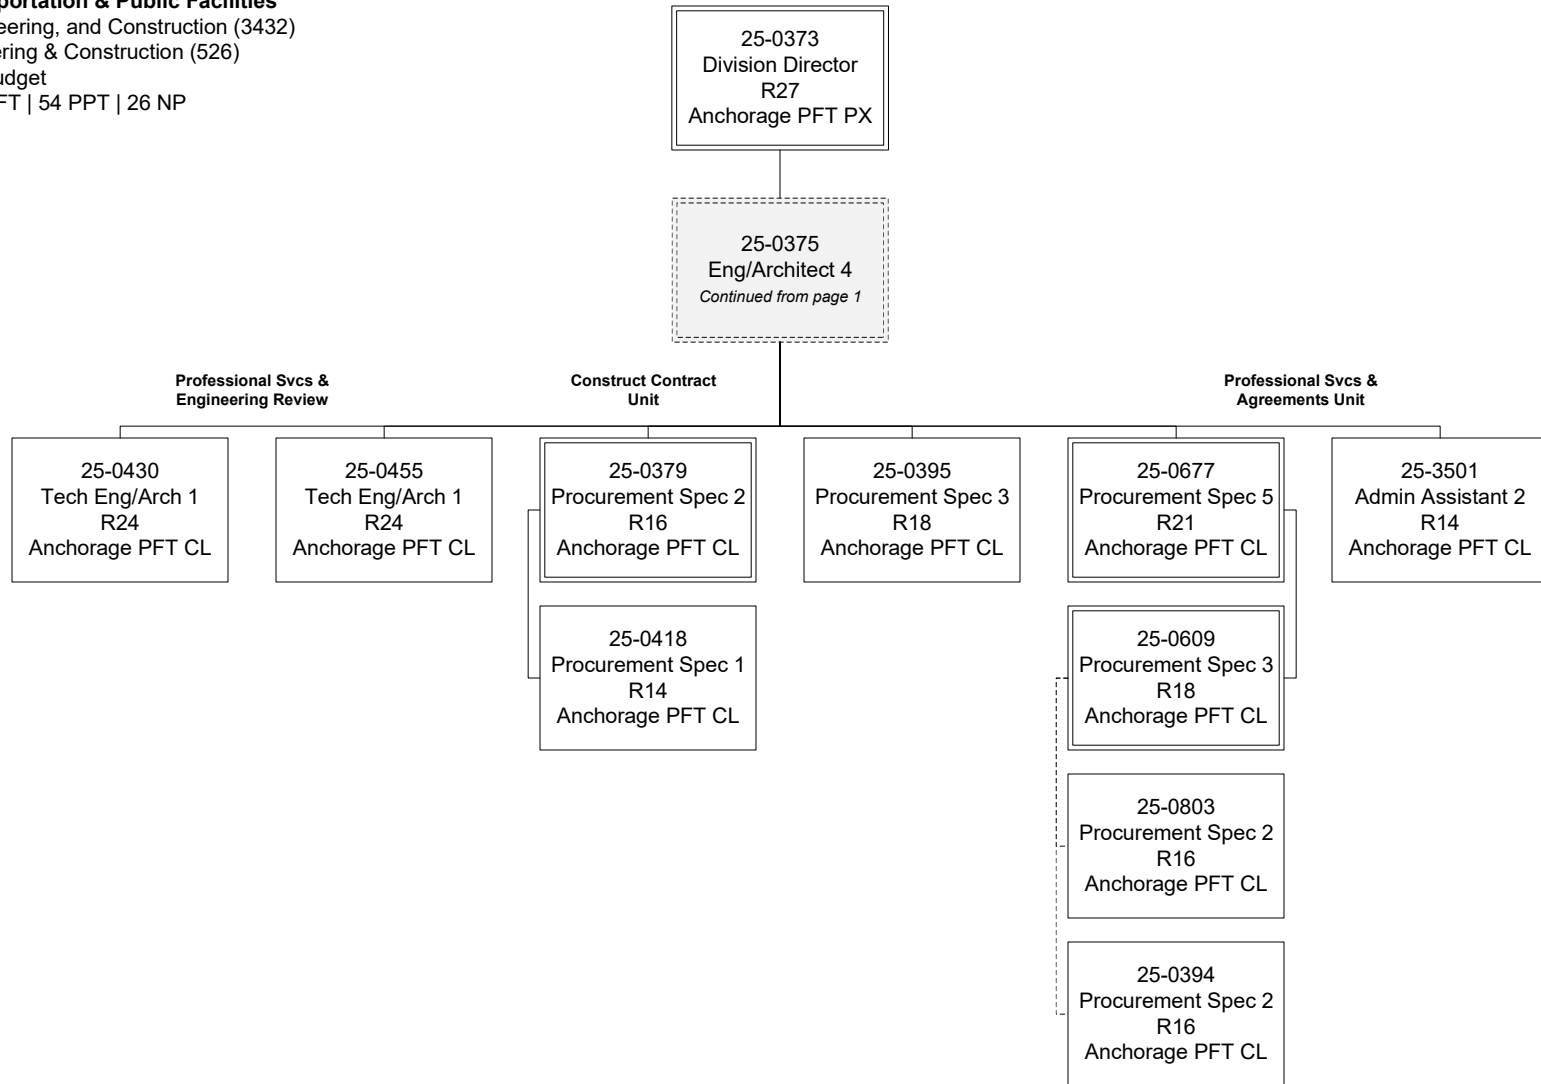 & Public Facilities
and Construction (3432)
& Construction (526)
| 54 PPT | 26 NP
25-0373
Division Director
R27
Anchorage PFT PX
25-0375
Eng/Architect 4
Continued from page 1
Professional Svcs &
Engineering Review
Construct Contract
Unit
Professional Svcs &
Agreements Unit
25-0430
Tech Eng/Arch 1
R24
Anchorage PFT CL
25-0455
Tech Eng/Arch 1
R24
Anchorage PFT CL
25-0379
Procurement Spec 2
R16
Anchorage PFT CL
25-0395
Procurement Spec 3
R18
Anchorage PFT CL
25-0677
Procurement Spec 5
R21
Anchorage PFT CL
25-3501
Admin Assistant 2
R14
Anchorage PFT CL
25-0418
Procurement Spec 1
R14
Anchorage PFT CL
25-0609
Procurement Spec 3
R18
Anchorage PFT CL
25-0803
Procurement Spec 2
R16
Anchorage PFT CL
25-0394
Procurement Spec 2
R16
Anchorage PFT CL